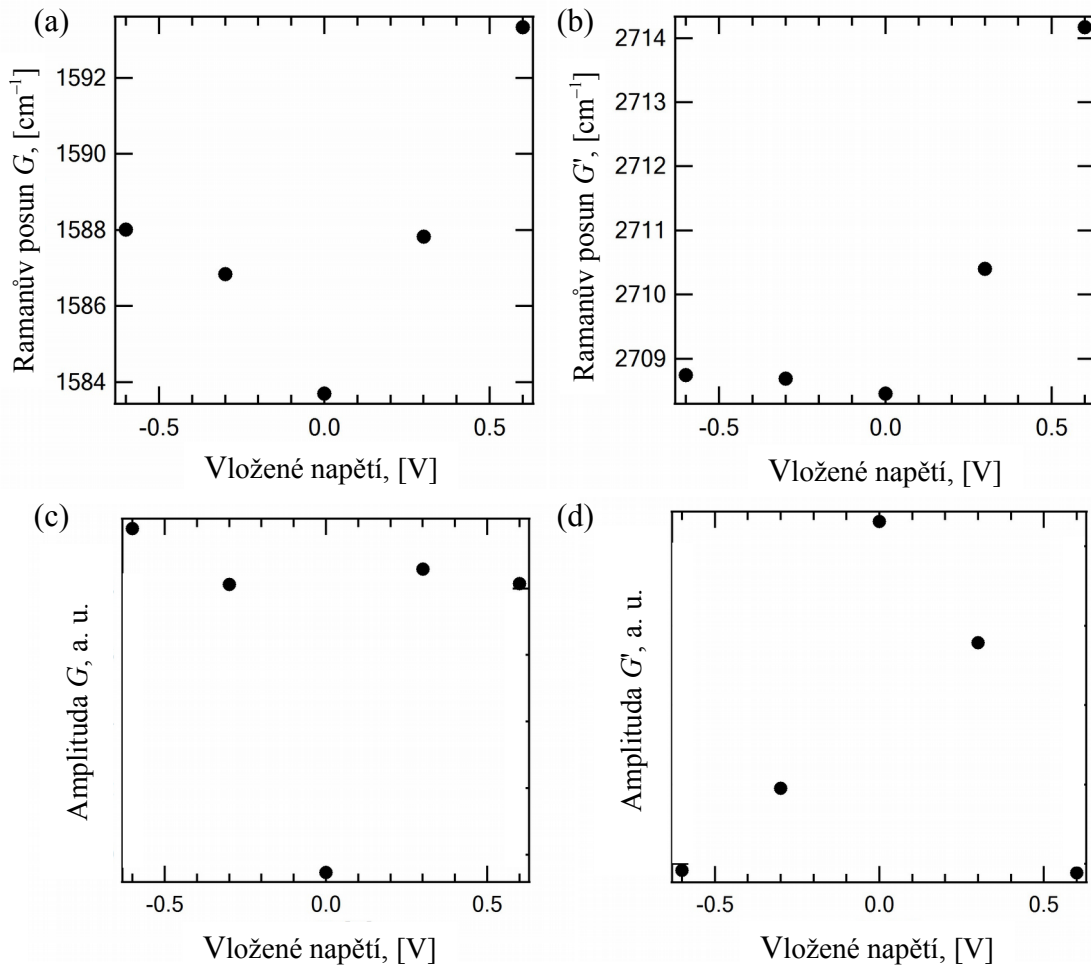 (a)
Ramanův posun G, [cm⁻¹]
1592
1590
1588
1586
1584
-0.5 0.0 0.5
Vložené napětí, [V]
(b)
Ramanův posun G', [cm⁻¹]
2714
2713
2712
2711
2710
2709
-0.5 0.0 0.5
Vložené napětí, [V]
(c)
Amplituda G, a. u.
-0.5 0.0 0.5
Vložené napětí, [V]
(d)
Amplituda G', a. u.
-0.5 0.0 0.5
Vložené napětí, [V]